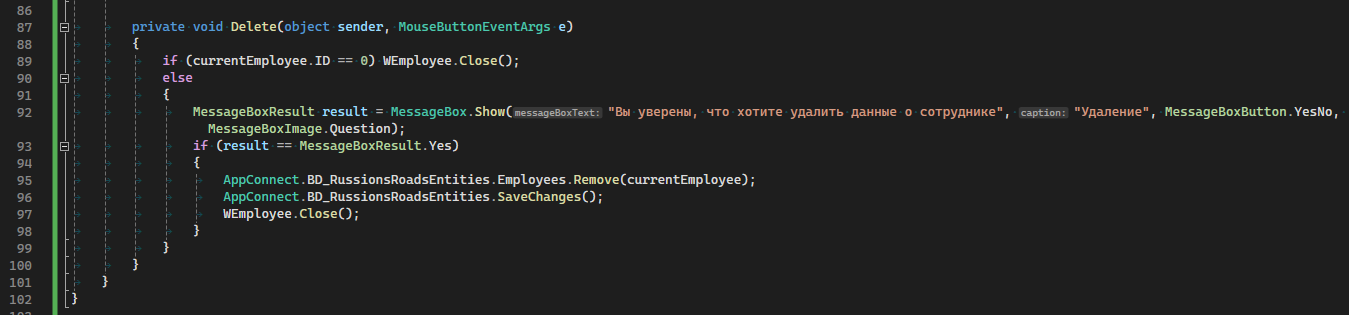 86
87 private void Delete(object sender, MouseButtonEventArgs e)
88 {
89 if (currentEmployee.ID == 0) WEmployee.Close();
90 else
91 {
92 MessageBoxResult result = MessageBox.Show(messageBoxText: "Вы уверены, что хотите удалить данные о сотруднике", caption: "Удаление", MessageBoxButton.YesNo,
MessageBoxImage.Question);
93 if (result == MessageBoxResult.Yes)
94 {
95 AppConnect.BD_RussionsRoadsEntities.Employees.Remove(currentEmployee);
96 AppConnect.BD_RussionsRoadsEntities.SaveChanges();
97 WEmployee.Close();
98 }
99 }
100 }
101 }
102 }